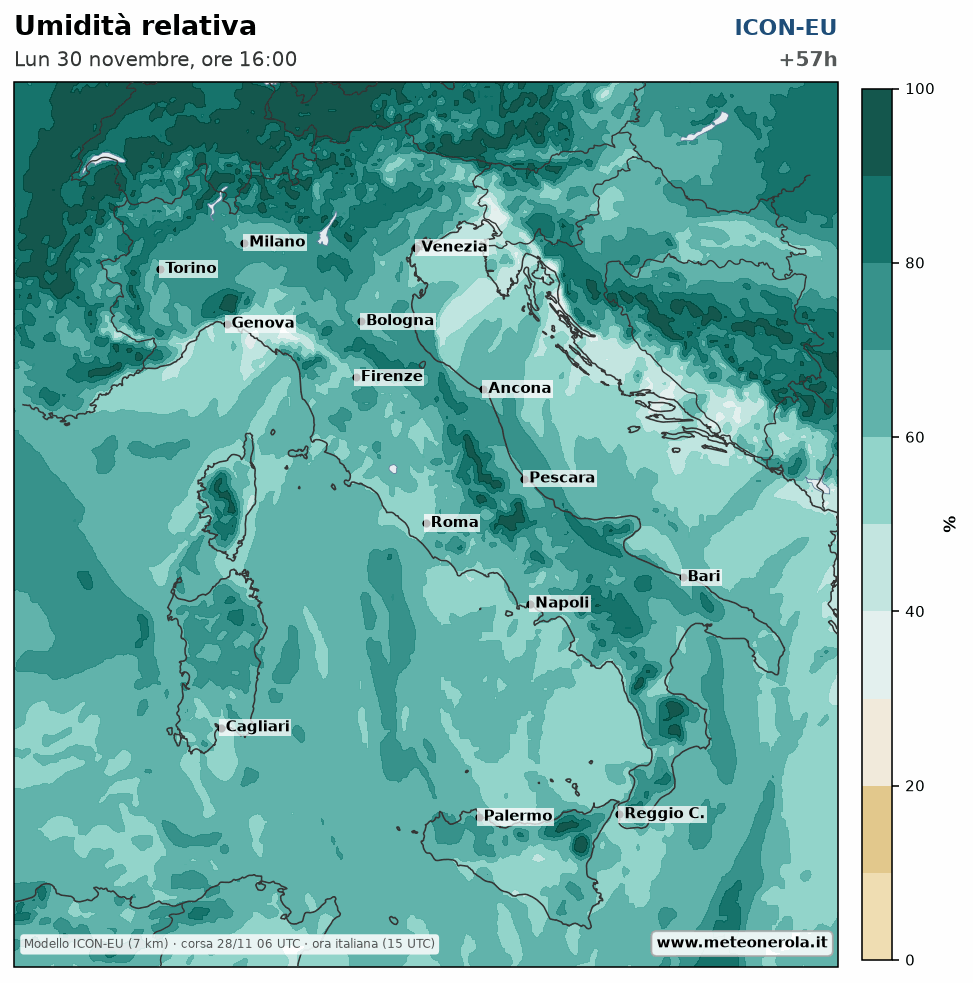 Umidità relativa
ICON-EU
Lun 30 novembre, ore 16:00
+57h
100
80
60
40
20
0
%
Milano
Venezia
Torino
Genova
Bologna
Firenze
Ancona
Pescara
Roma
Bari
Napoli
Cagliari
Palermo
Reggio C.
Modello ICON-EU (7 km) · corsa 28/11 06 UTC · ora italiana (15 UTC)
www.meteonerola.it